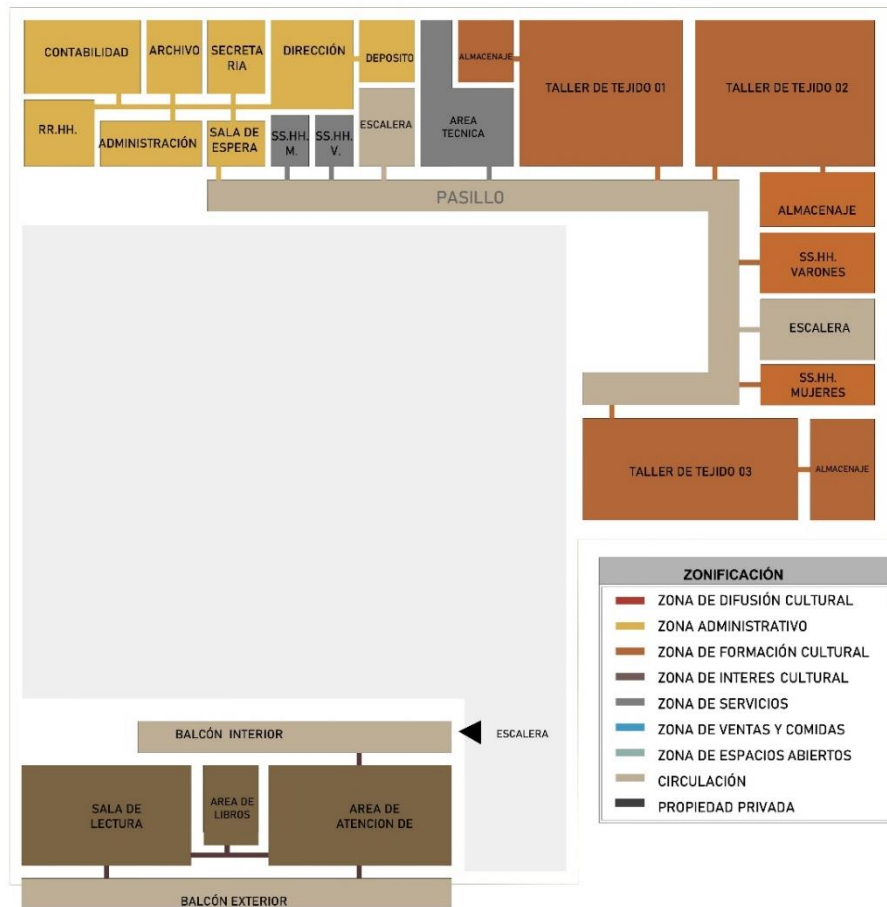 CONTABILIDAD
ARCHIVO
SECRETA
RIA
DIRECCIÓN
DEPOSITO
ALMACENAJE
TALLER DE TEJIDO 01
TALLER DE TEJIDO 02
RR.HH.
ADMINISTRACIÓN
SALA DE
ESPERA
SS.HH.
M.
SS.HH.
V.
ESCALERA
AREA
TECNICA
PASILLO
ALMACENAJE
SS.HH.
VARONES
ESCALERA
SS.HH.
MUJERES
TALLER DE TEJIDO 03
ALMACENAJE
ZONIFICACIÓN
ZONA DE DIFUSIÓN CULTURAL
ZONA ADMINISTRATIVO
ZONA DE FORMACIÓN CULTURAL
ZONA DE INTERES CULTURAL
ZONA DE SERVICIOS
ZONA DE VENTAS Y COMIDAS
ZONA DE ESPACIOS ABIERTOS
CIRCULACIÓN
PROPIEDAD PRIVADA
BALCÓN INTERIOR
ESCALERA
SALA DE
LECTURA
AREA DE
LIBROS
AREA DE
ATENCION DE
BALCÓN EXTERIOR